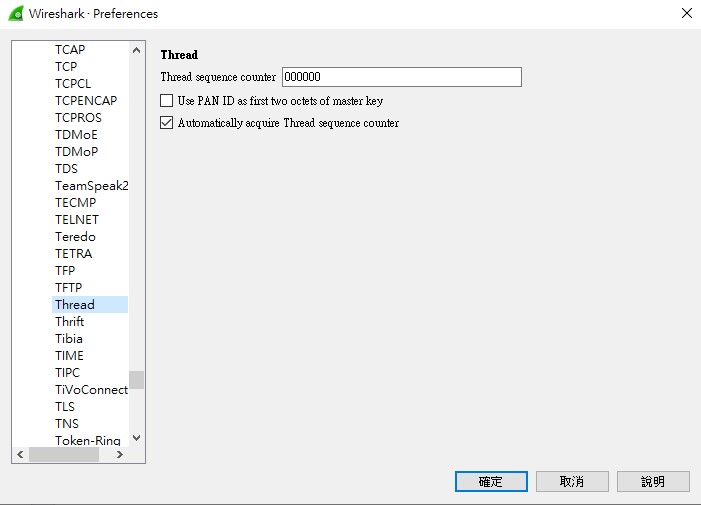 Wireshark · Preferences
TCAP
TCP
TCPCL
TCPENCAP
TCPROS
TDMoE
TDMoP
TDS
TeamSpeak2
TECMP
TELNET
Teredo
TETRA
TFP
TFTP
Thread
Thrift
Tibia
TIME
TIPC
TiVoConnect
TLS
TNS
Token-Ring
Thread
Thread sequence counter 000000
Use PAN ID as first two octets of master key
Automatically acquire Thread sequence counter
確定 取消 說明